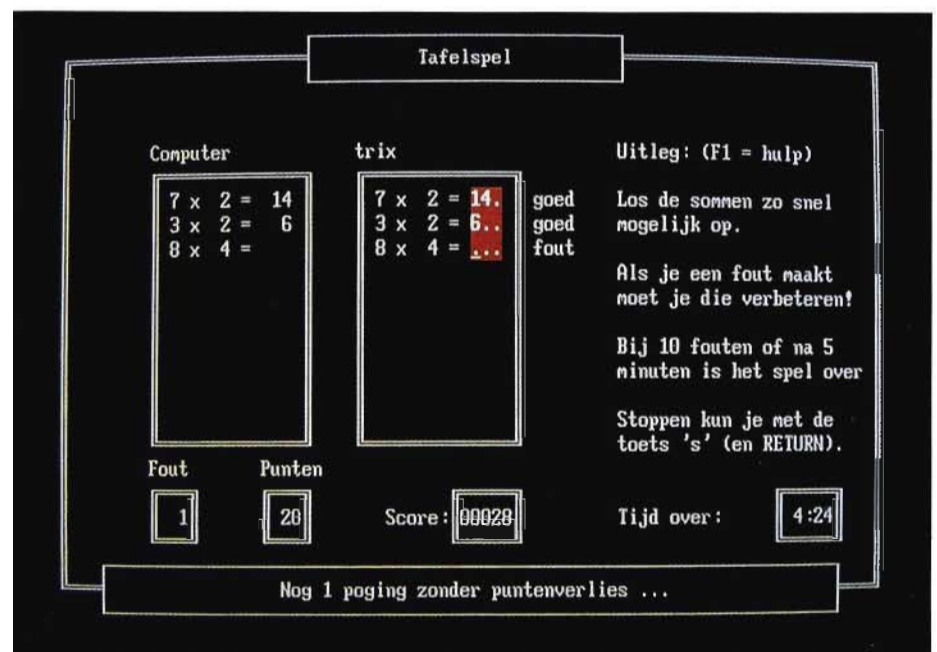 Tafelspel
Computer
7 x 2 = 14
3 x 2 = 6
8 x 4 =
trix
7 x 2 = 14. goed
3 x 2 = 6.. goed
8 x 4 = ... fout
Uitleg: (F1 = hulp)
Los de sommen zo snel
mogelijk op.
Als je een fout maakt
moet je die verbeteren!
Bij 10 fouten of na 5
minuten is het spel over
Stoppen kun je met de
toets 's' (en RETURN).
Fout
1
Punten
20
Score: 00020
Tijd over: 4:24
Nog 1 poging zonder puntenverlies ...